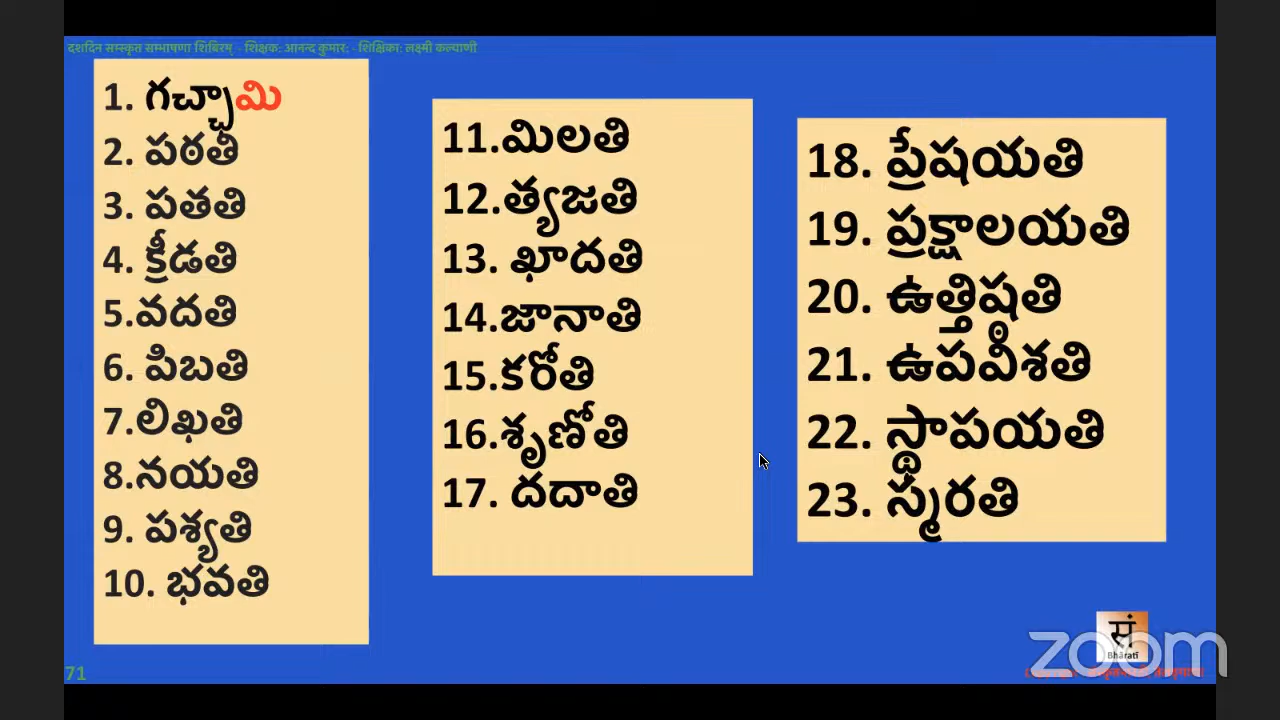 दशदिन सम्स्कृत सम्भाषणा शिबिरम् - शिक्षक: आनन्द कुमार: - शिक्षिका: लक्ष्मी कल्याणी
1. గచ్ఛామి
2. పఠతి
3. పతతి
4. క్రీడతి
5.వదతి
6. పిబతి
7.లిఖతి
8.నయతి
9. పశ్యతి
10. భవతి
11.మిలతి
12.త్యజతి
13. ఖాదతి
14.జానాతి
15.కరోతి
16.శృణోతి
17. దదాతి
18. ప్రేషయతి
19. ప్రక్షాలయతి
20. ఉత్తిష్ఠతి
21. ఉపవిశతి
22. స్థాపయతి
23. స్మరతి
सं
Bhāratī
zoom
71